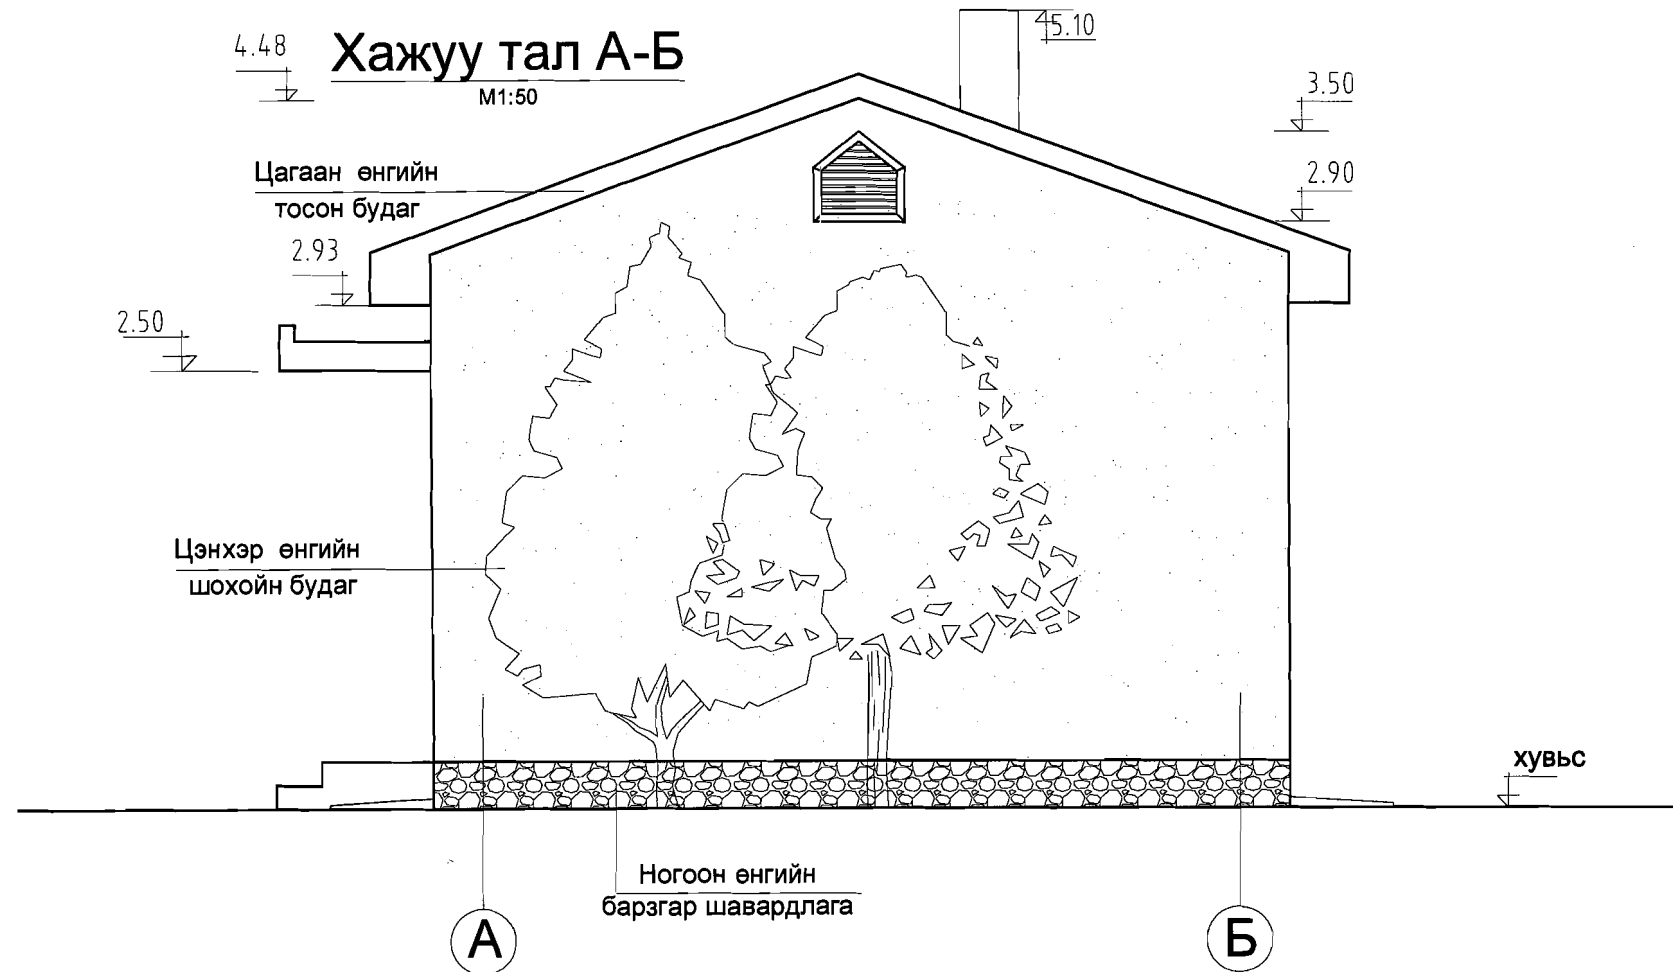 Хажуу тал А-Б
М1:50
4.48
5.10
3.50
2.90
Цагаан өнгийн
тосон будаг
2.93
2.50
Цэнхэр өнгийн
шохойн будаг
хувьс
Ногоон өнгийн
барзгар шавардлага
А
Б